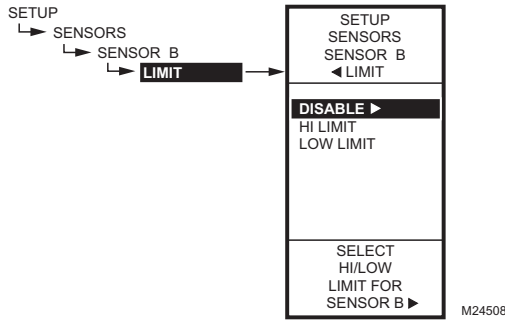 SETUP
SENSORS
SENSOR B
LIMIT
SETUP
SENSORS
SENSOR B
◀ LIMIT
DISABLE ▶
HI LIMIT
LOW LIMIT
SELECT
HI/LOW
LIMIT FOR
SENSOR B ▶
M24508